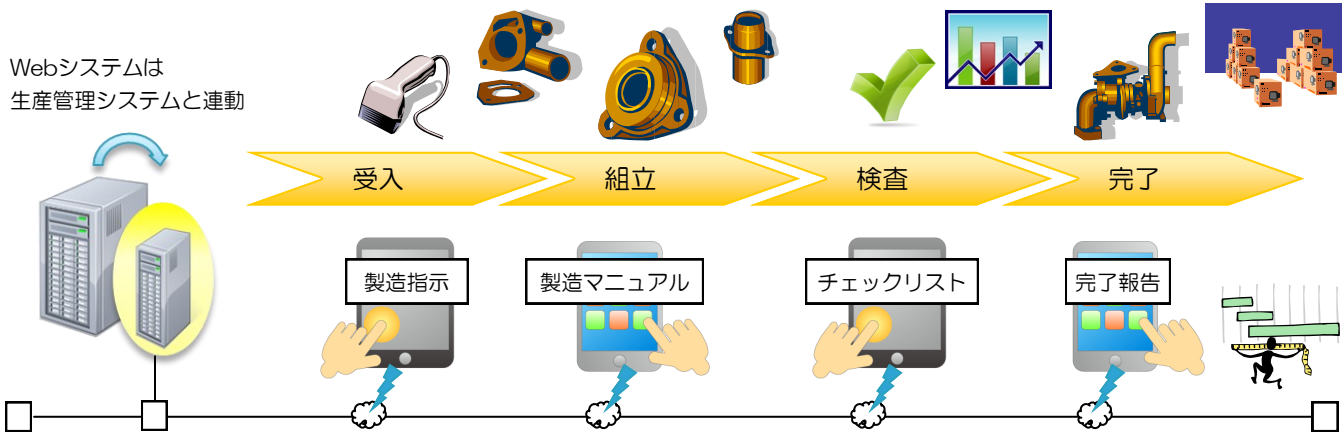 Webシステムは
生産管理システムと連動
受入
組立
検査
完了
製造指示
製造マニュアル
チェックリスト
完了報告